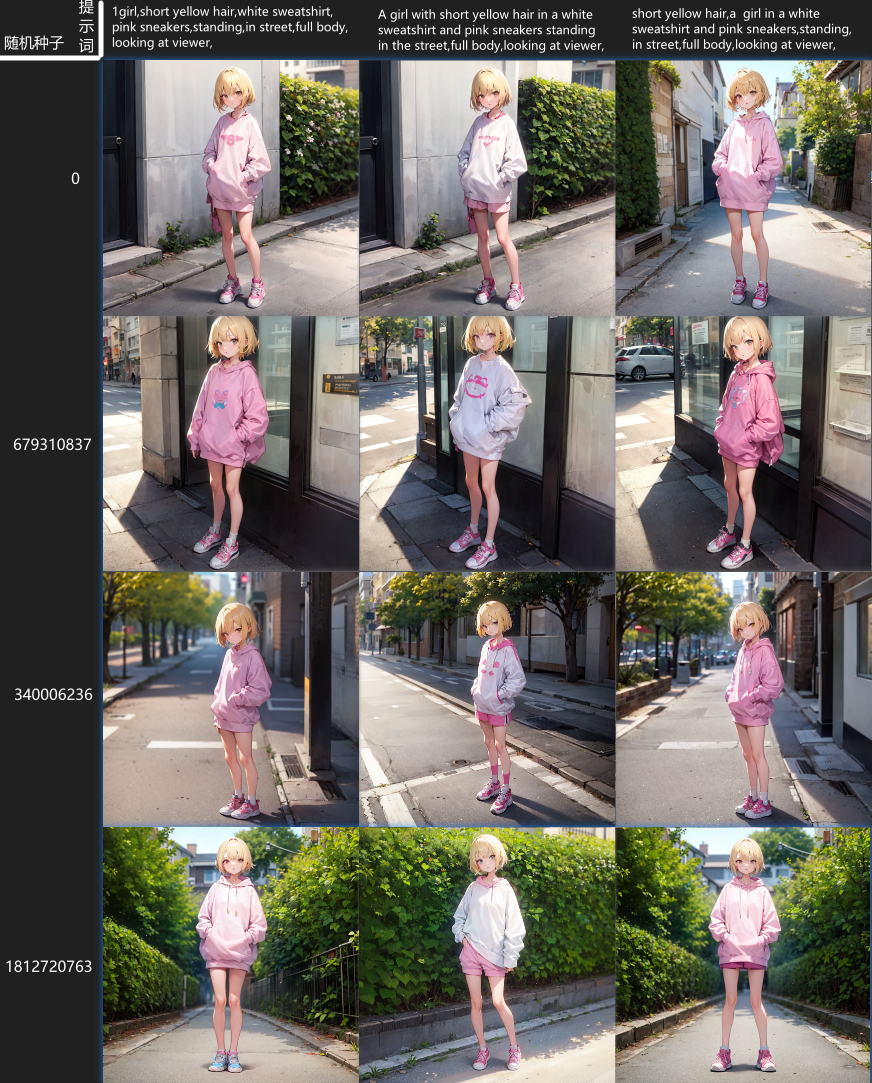 提示词
随机种子
1girl,short yellow hair,white sweatshirt,
pink sneakers,standing,in street,full body,
looking at viewer,
A girl with short yellow hair in a white
sweatshirt and pink sneakers standing
in the street,full body,looking at viewer,
short yellow hair,a  girl in a white
sweatshirt and pink sneakers,standing,
in street,full body,looking at viewer,
0
679310837
340006236
1812720763